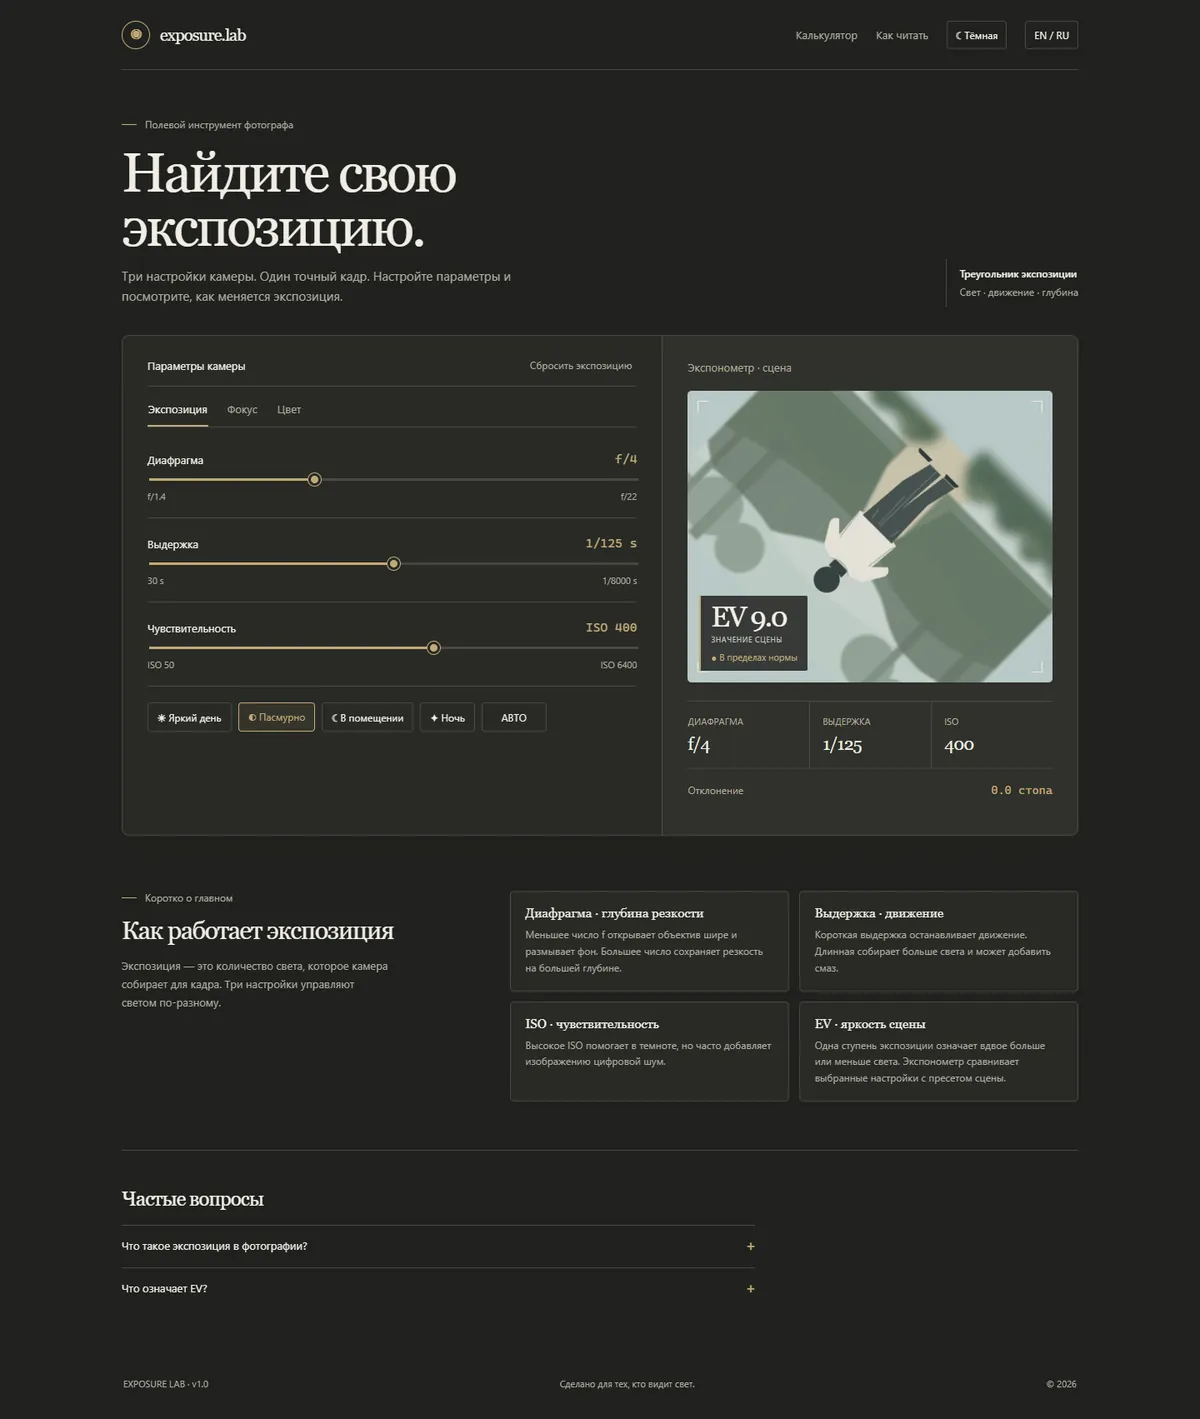 exposure.lab
Калькулятор
Как читать
☾ Тёмная
EN / RU
Полевой инструмент фотографа
Найдите свою
экспозицию.
Три настройки камеры. Один точный кадр. Настройте параметры и
посмотрите, как меняется экспозиция.
Треугольник экспозиции
Свет · движение · глубина
Параметры камеры
Сбросить экспозицию
Экспозиция
Фокус
Цвет
Диафрагма
f/4
f/1.4
f/22
Выдержка
1/125 s
30 s
1/8000 s
Чувствительность
ISO 400
ISO 50
ISO 6400
☀ Яркий день
◐ Пасмурно
☾ В помещении
✦ Ночь
АВТО
Экспонометр · сцена
EV 9.0
ЗНАЧЕНИЕ СЦЕНЫ
● В пределах нормы
ДИАФРАГМА
f/4
ВЫДЕРЖКА
1/125
ISO
400
Отклонение
0.0 стопа
Коротко о главном
Как работает экспозиция
Экспозиция — это количество света, которое камера
собирает для кадра. Три настройки управляют
светом по-разному.
Диафрагма · глубина резкости
Меньшее число f открывает объектив шире и
размывает фон. Большее число сохраняет резкость
на большей глубине.
Выдержка · движение
Короткая выдержка останавливает движение.
Длинная собирает больше света и может добавить
смаз.
ISO · чувствительность
Высокое ISO помогает в темноте, но часто добавляет
изображению цифровой шум.
EV · яркость сцены
Одна ступень экспозиции означает вдвое больше
или меньше света. Экспонометр сравнивает
выбранные настройки с пресетом сцены.
Частые вопросы
Что такое экспозиция в фотографии?
+
Что означает EV?
+
EXPOSURE LAB · v1.0
Сделано для тех, кто видит свет.
© 2026